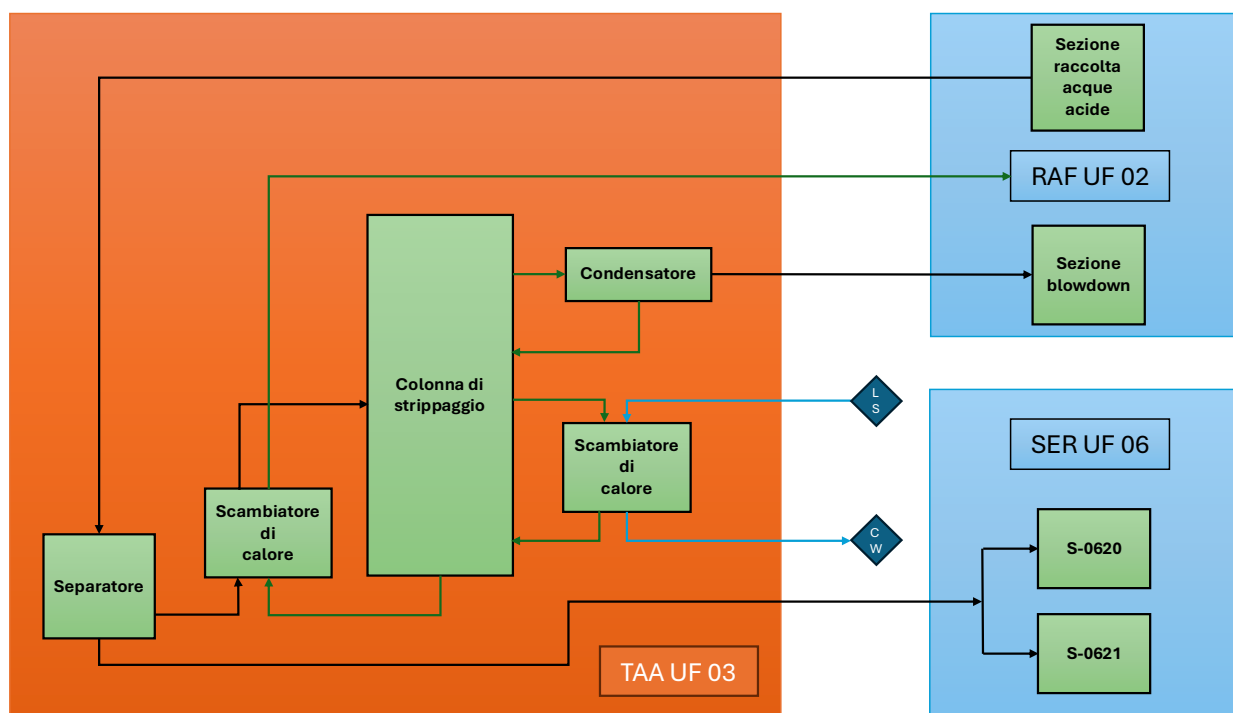 Sezione
raccolta
acque
acide
RAF UF 02
Condensatore
Sezione
blowdown
Colonna di
strippaggio
L
S
Scambiatore
di
calore
SER UF 06
Scambiatore
di
calore
C
W
S-0620
Separatore
S-0621
TAA UF 03